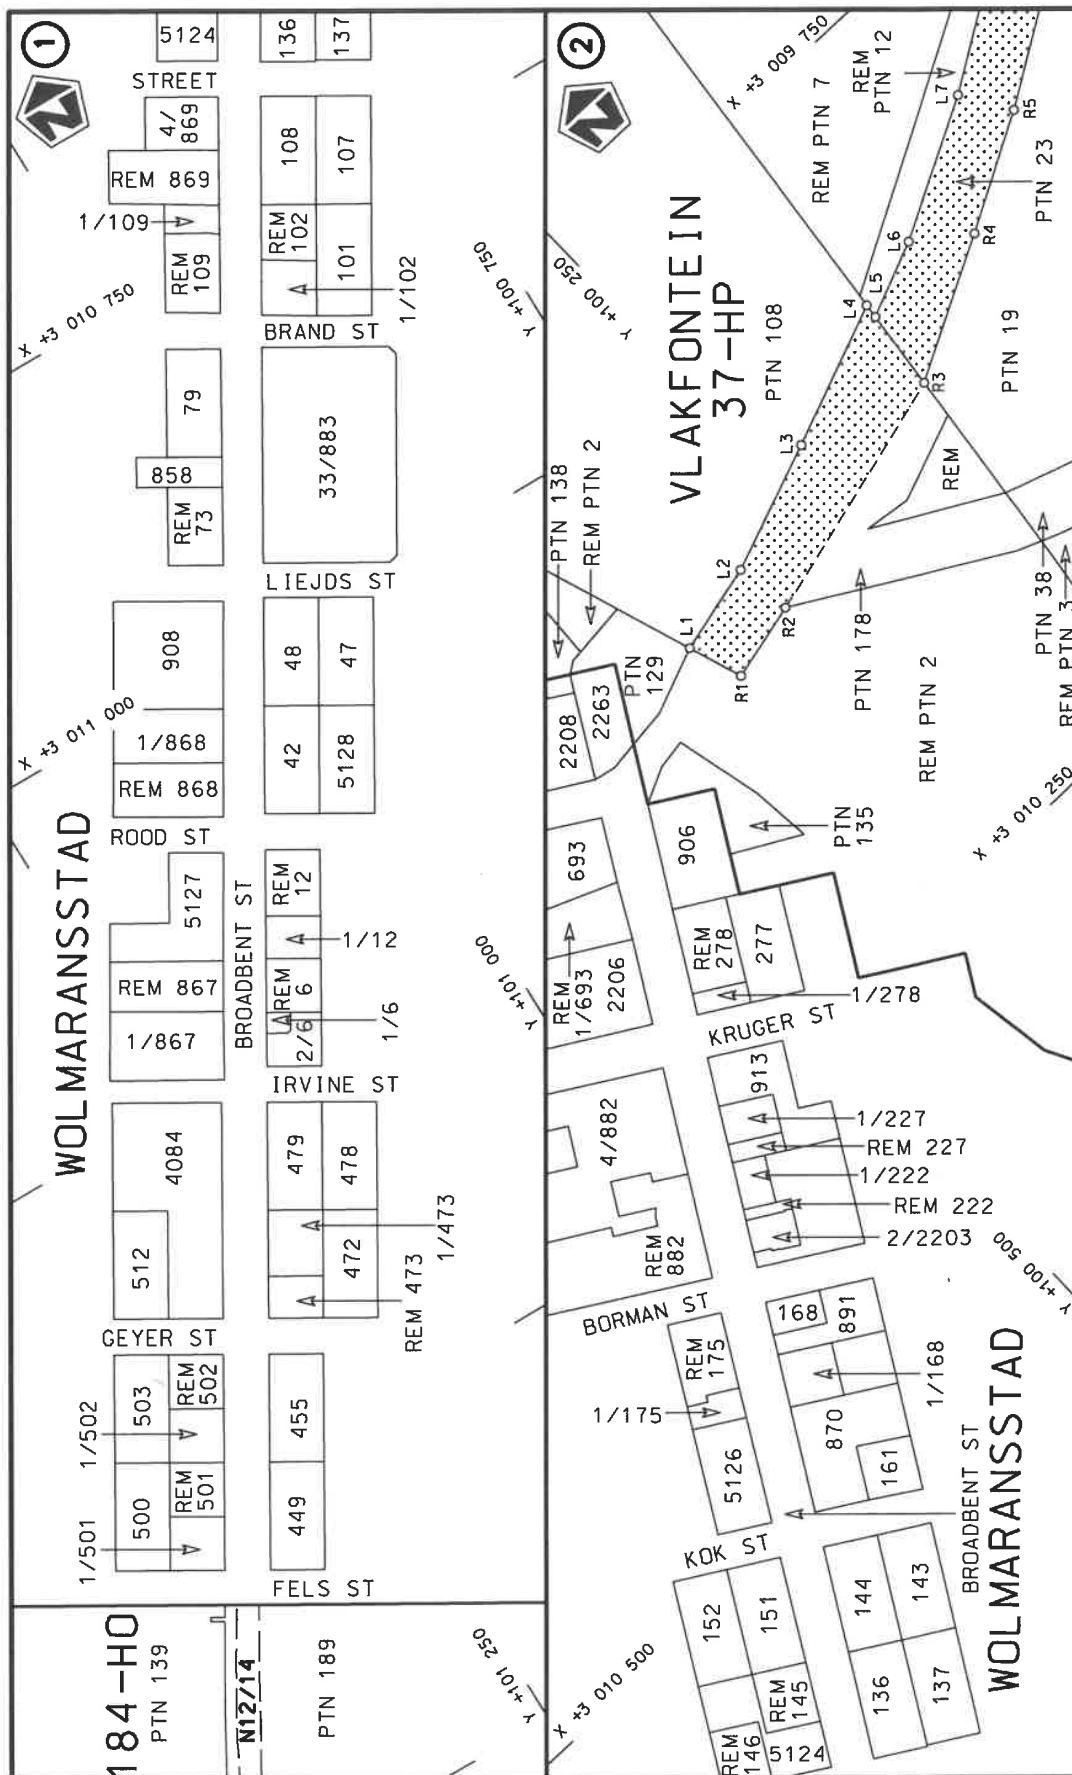 1
5124
136
137
STREET
4/
869
REM 869
1/109
REM
109
108
107
REM
102
101
1/102
X +3 010 750
Y +100 750
BRAND ST
79
858
REM
73
33/883
LIEJDS ST
908
1/868
REM 868
48
47
42
5128
X +3 011 000
ROOD ST
WOLMARANSSTAD
5127
REM 867
1/867
BROADBENT ST
REM
12
1/12
REM
6
2/6
1/6
Y +101 000
IRVINE ST
4084
512
479
478
472
1/473
REM 473
GEYER ST
503
REM
502
1/502
500
REM
501
1/501
455
449
FELS ST
184-HO
PTN 139
N12/14
PTN 189
Y +101 250
2
X +3 009 750
REM
PTN 12
REM PTN 7
L7
R5
PTN 23
L6
R4
Y +100 250
VLAKFONTEIN
37-HP
PTN 108
L4
L5
R3
PTN 19
L3
REM
PTN 138
REM PTN 2
L2
L1
R2
R1
PTN
129
PTN 178
PTN 38
REM PTN 3
REM PTN 2
2208
2263
PTN
135
X +3 010 250
693
906
REM
1/693
2206
REM
278
277
1/278
KRUGER ST
913
4/882
1/227
REM 227
1/222
REM 222
2/2203
REM
882
Y +100 500
BORMAN ST
168
891
REM
175
1/175
1/168
870
161
5126
BROADBENT ST
WOLMARANSSTAD
KOK ST
152
151
144
143
REM
145
REM
146
5124
136
137
X +3 010 500